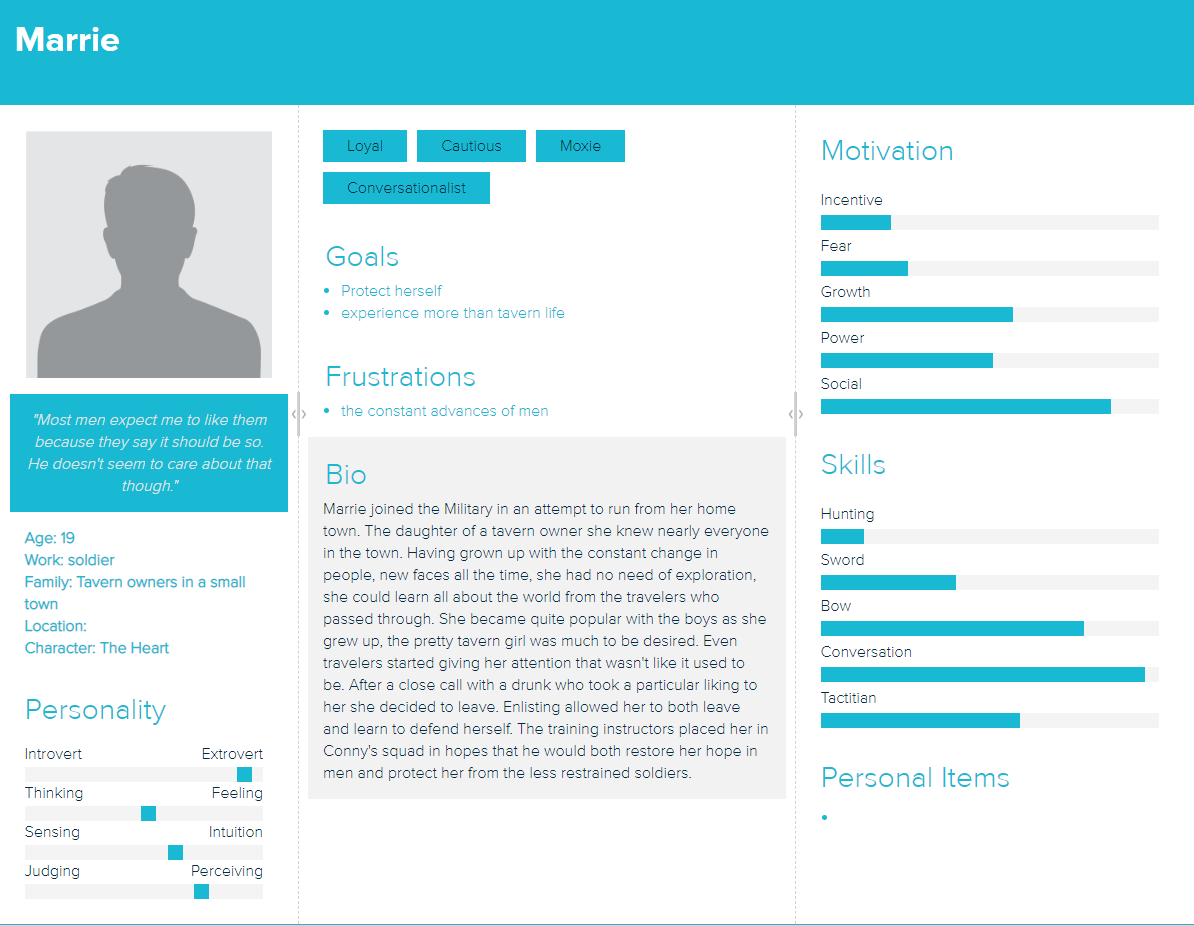 Marrie
"Most men expect me to like them
because they say it should be so.
He doesn't seem to care about that
though."
Age: 19
Work: soldier
Family: Tavern owners in a small
town
Location:
Character: The Heart
Personality
Introvert Extrovert
Thinking Feeling
Sensing Intuition
Judging Perceiving
Loyal Cautious Moxie
Conversationalist
Goals
• Protect herself
• experience more than tavern life
Frustrations
• the constant advances of men
Bio
Marrie joined the Military in an attempt to run from her home
town. The daughter of a tavern owner she knew nearly everyone
in the town. Having grown up with the constant change in
people, new faces all the time, she had no need of exploration,
she could learn all about the world from the travelers who
passed through. She became quite popular with the boys as she
grew up, the pretty tavern girl was much to be desired. Even
travelers started giving her attention that wasn't like it used to
be. After a close call with a drunk who took a particular liking to
her she decided to leave. Enlisting allowed her to both leave
and learn to defend herself. The training instructors placed her in
Conny's squad in hopes that he would both restore her hope in
men and protect her from the less restrained soldiers.
Motivation
Incentive
Fear
Growth
Power
Social
Skills
Hunting
Sword
Bow
Conversation
Tactitian
Personal Items
•